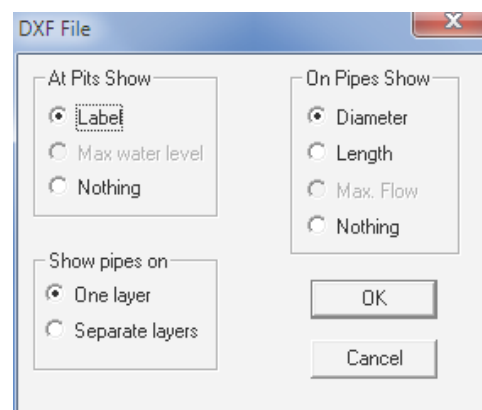 DXF File
X
At Pits Show
Label
Max water level
Nothing
Show pipes on
One layer
Separate layers
On Pipes Show
Diameter
Length
Max. Flow
Nothing
OK
Cancel